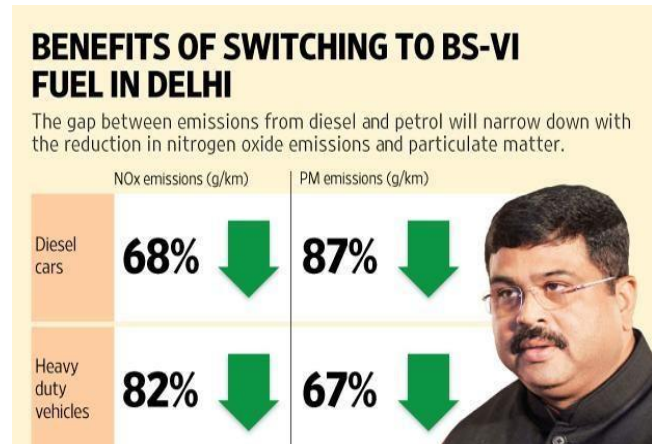 BENEFITS OF SWITCHING TO BS-VI
FUEL IN DELHI
The gap between emissions from diesel and petrol will narrow down with
the reduction in nitrogen oxide emissions and particulate matter.
NOx emissions (g/km) PM emissions (g/km)
Diesel
cars
68% 87%
Heavy
duty
vehicles
82% 67%